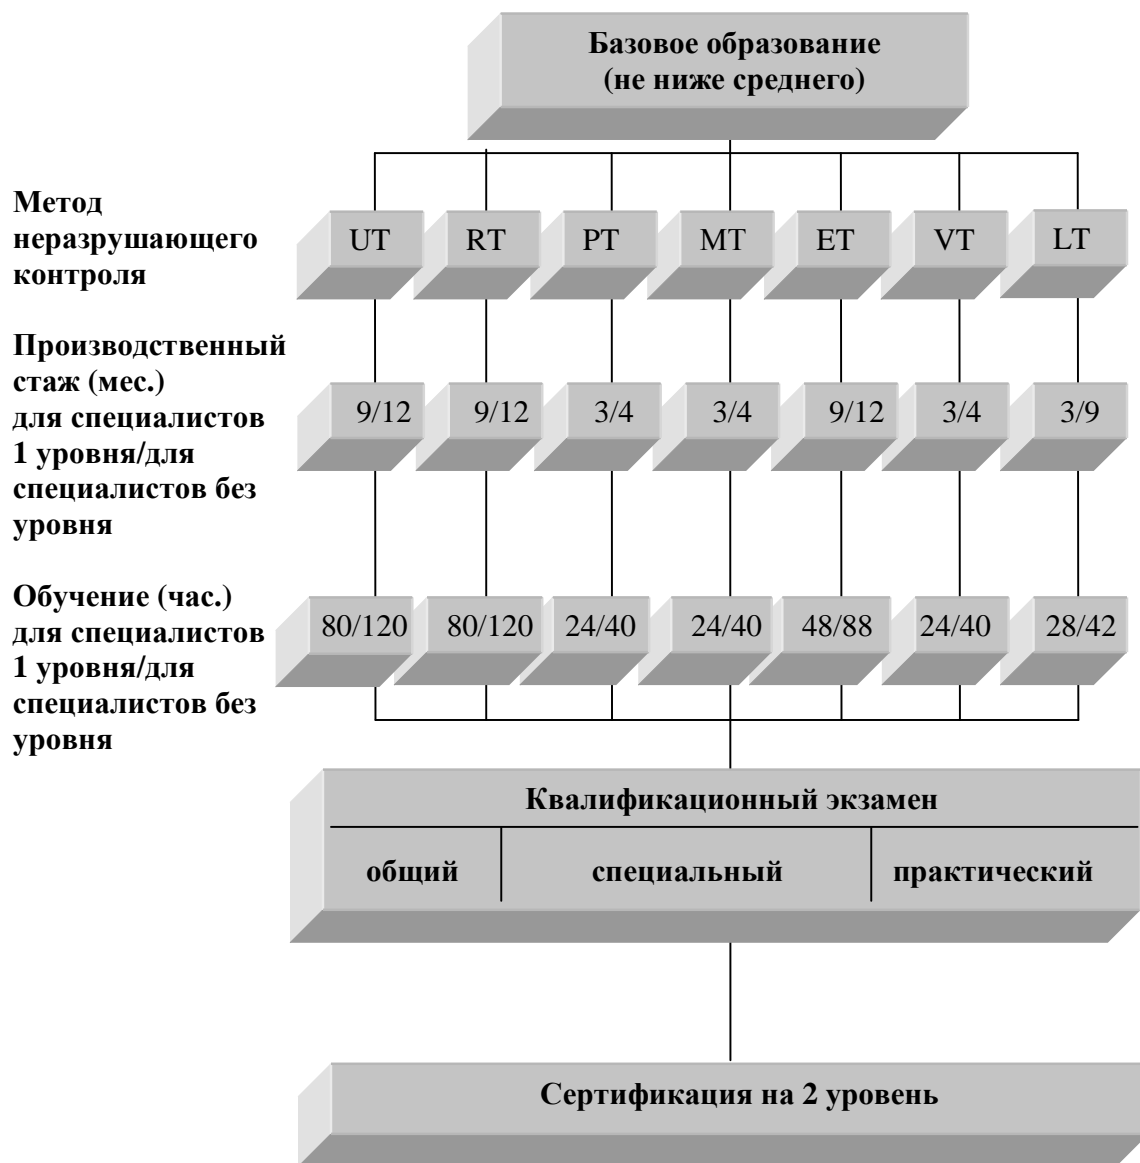 Базовое образование
(не ниже среднего)
Метод
неразрушающего
контроля
UT RT PT MT ET VT LT
Производственный
стаж (мес.)
для специалистов
1 уровня/для
специалистов без
уровня
9/12 9/12 3/4 3/4 9/12 3/4 3/9
Обучение (час.)
для специалистов
1 уровня/для
специалистов без
уровня
80/120 80/120 24/40 24/40 48/88 24/40 28/42
Квалификационный экзамен
общий специальный практический
Сертификация на 2 уровень